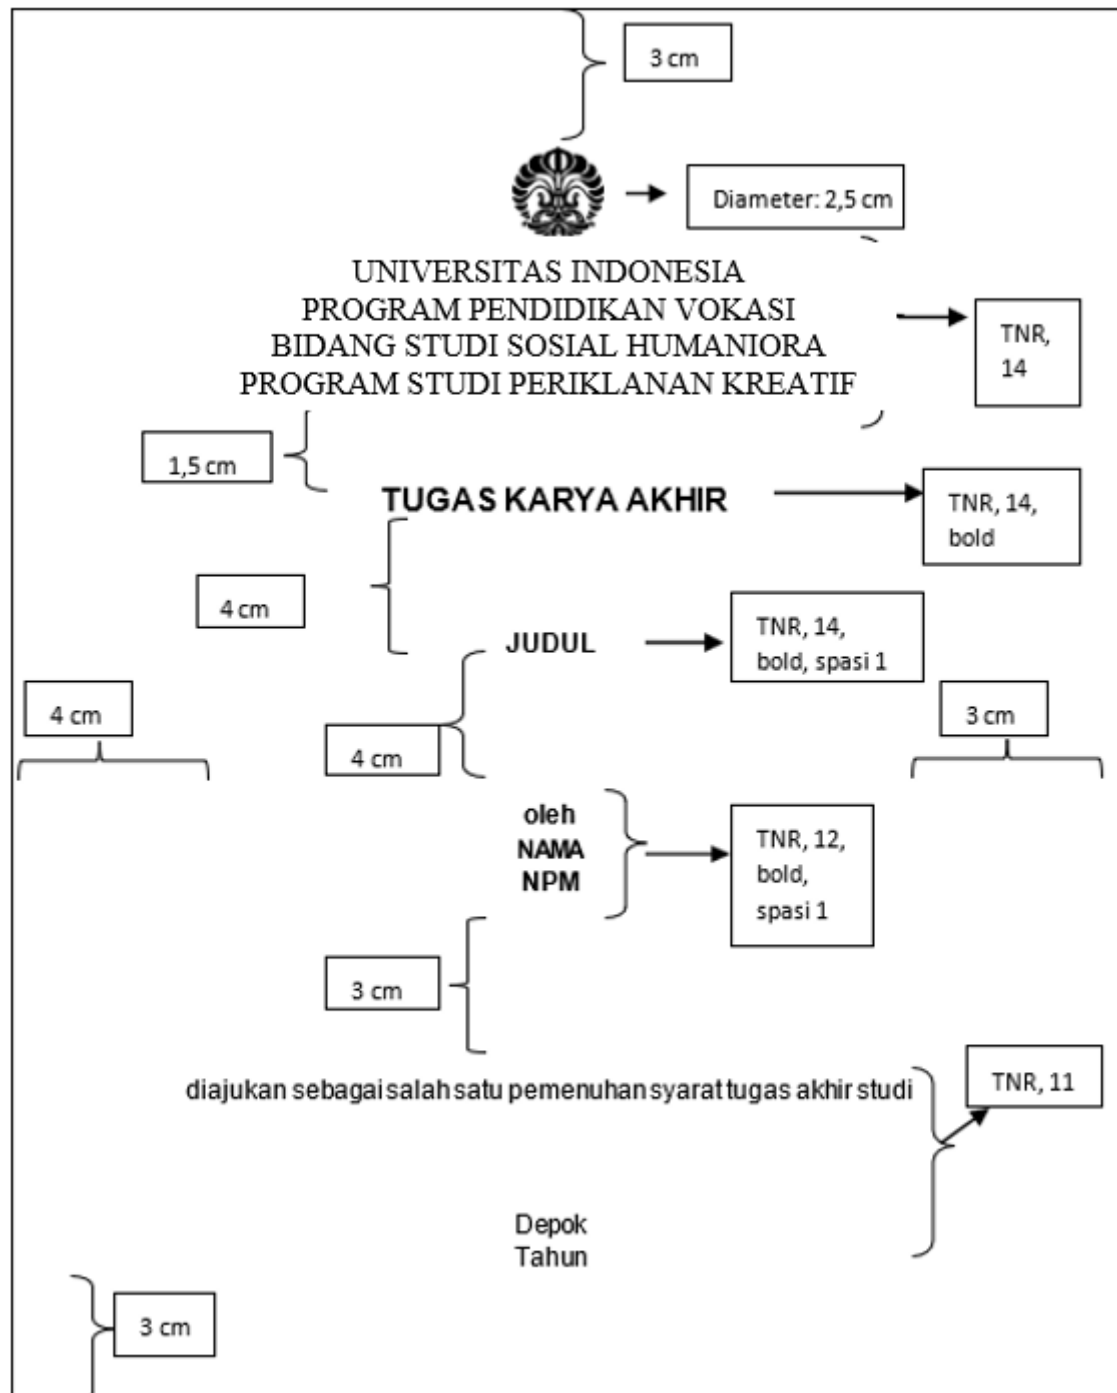 3 cm
Diameter: 2,5 cm
UNIVERSITAS INDONESIA
PROGRAM PENDIDIKAN VOKASI
BIDANG STUDI SOSIAL HUMANIORA
PROGRAM STUDI PERIKLANAN KREATIF
TNR,
14
1,5 cm
TUGAS KARYA AKHIR
TNR, 14,
bold
4 cm
JUDUL
TNR, 14,
bold, spasi 1
4 cm
3 cm
4 cm
oleh
NAMA
NPM
TNR, 12,
bold,
spasi 1
3 cm
diajukan sebagai salah satu pemenuhan syarat tugas akhir studi
TNR, 11
Depok
Tahun
3 cm